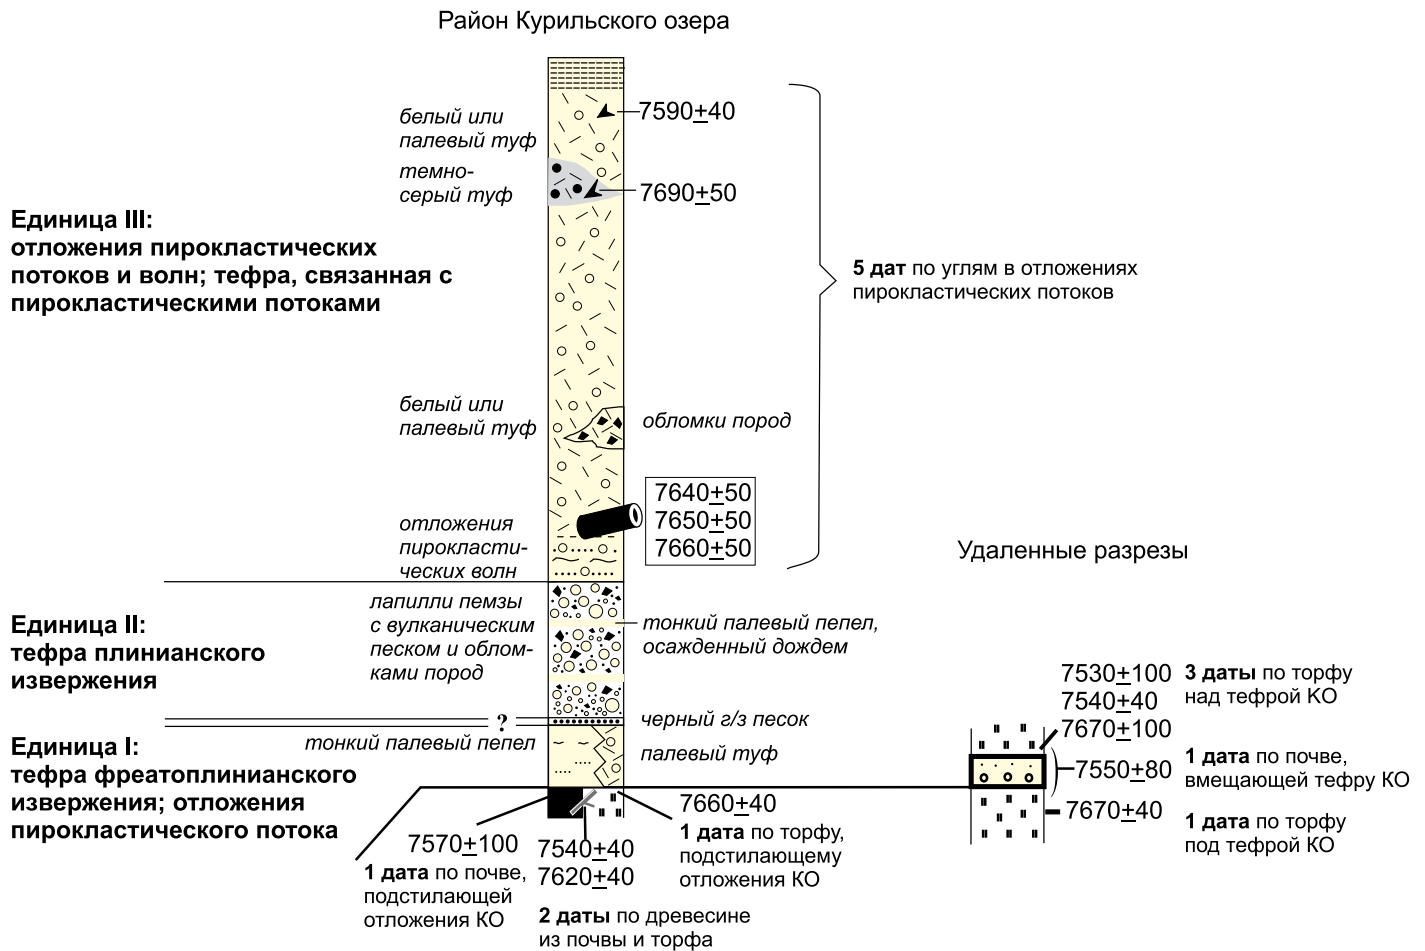 Район Курильского озера
белый или
палевый туф
7590±40
темно-
серый туф
7690±50
Единица III:
отложения пирокластических
потоков и волн; тефра, связанная с
пирокластическими потоками
5 дат по углям в отложениях
пирокластических потоков
белый или
палевый туф
обломки пород
7640±50
7650±50
7660±50
отложения
пирокласти-
ческих волн
Удаленные разрезы
Единица II:
тефра плинианского
извержения
лапилли пемзы
с вулканическим
песком и облом-
ками пород
тонкий палевый пепел,
осажденный дождем
?
черный г/з песок
Единица I:
тефра фреатоплинианского
извержения; отложения
пирокластического потока
тонкий палевый пепел
палевый туф
7530±100
7540±40
7670±100
3 даты по торфу
над тефрой КО
7550±80
1 дата по почве,
вмещающей тефру КО
7670±40
1 дата по торфу
под тефрой КО
7570±100
1 дата по почве,
подстилающей
отложения КО
7540±40
7620±40
2 даты по древесине
из почвы и торфа
7660±40
1 дата по торфу,
подстилающему
отложения КО